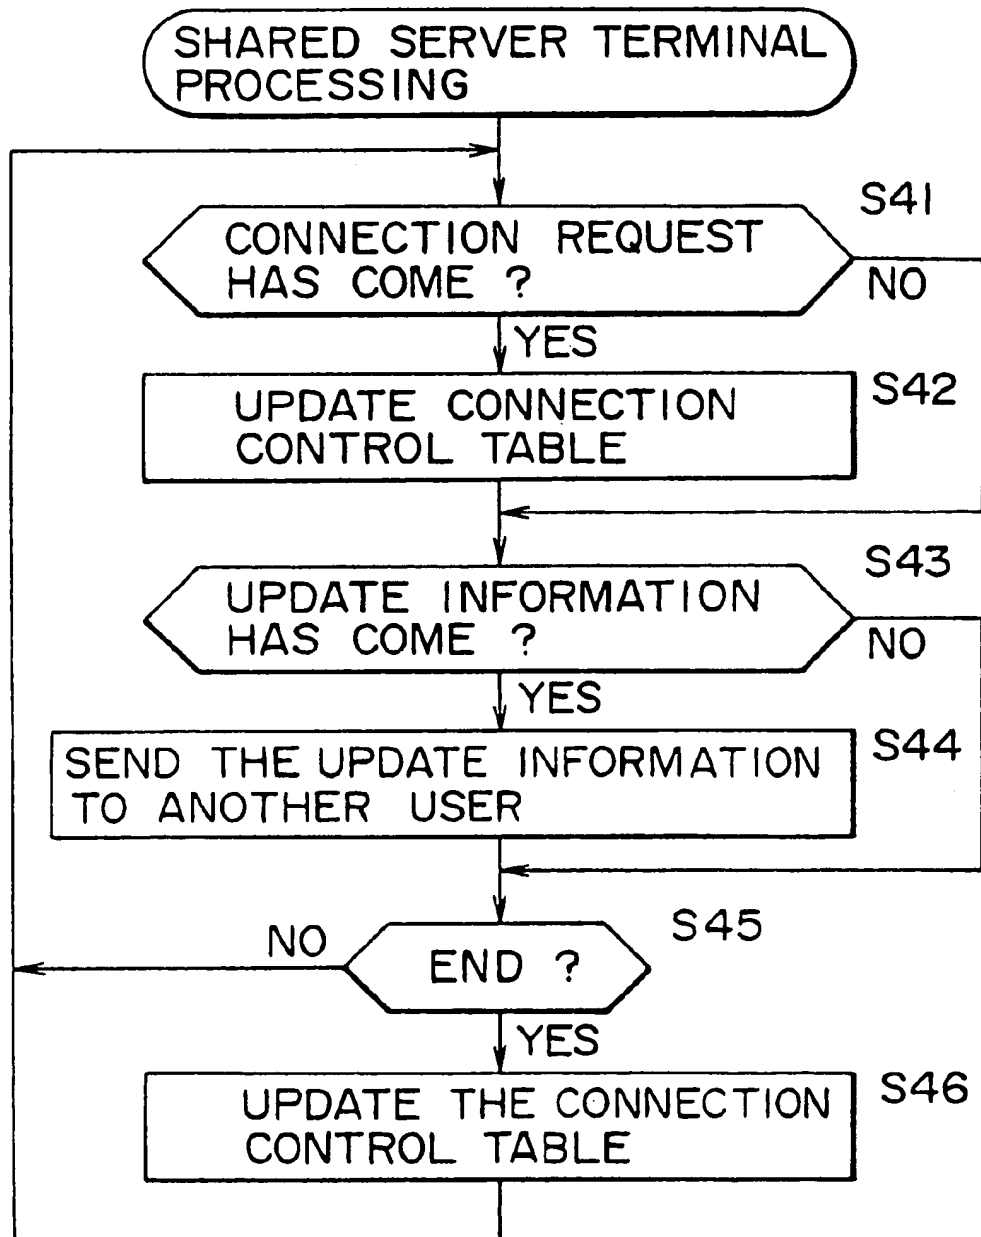 SHARED SERVER TERMINAL
PROCESSING
S41
CONNECTION REQUEST
HAS COME ?
NO
YES
S42
UPDATE CONNECTION
CONTROL TABLE
S43
UPDATE INFORMATION
HAS COME ?
NO
YES
S44
SEND THE UPDATE INFORMATION
TO ANOTHER USER
S45
NO
END ?
YES
S46
UPDATE THE CONNECTION
CONTROL TABLE